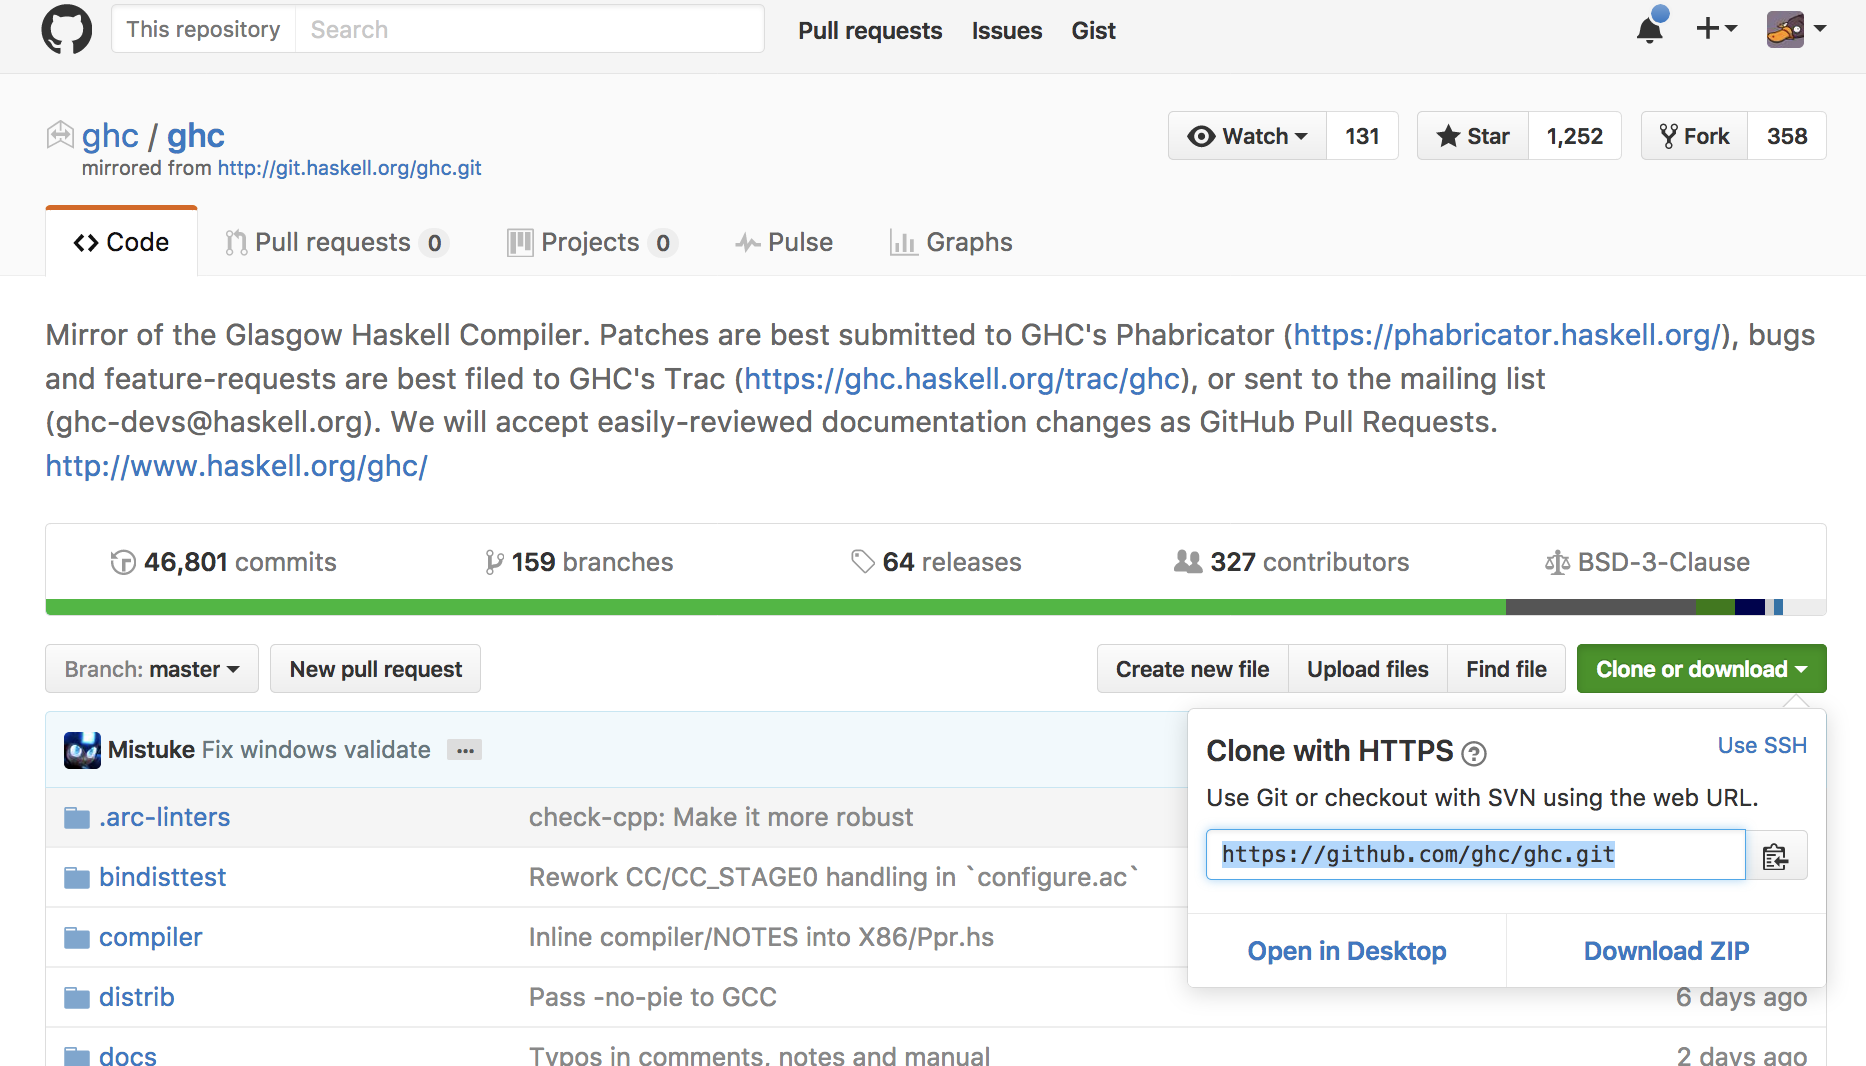 This repository Search Pull requests Issues Gist
ghc / ghc
Watch 131 Star 1,252 Fork 358
mirrored from http://git.haskell.org/ghc.git
Code Pull requests 0 Projects 0 Pulse Graphs
Mirror of the Glasgow Haskell Compiler. Patches are best submitted to GHC's Phabricator (https://phabricator.haskell.org/), bugs
and feature-requests are best filed to GHC's Trac (https://ghc.haskell.org/trac/ghc), or sent to the mailing list
(ghc-devs@haskell.org). We will accept easily-reviewed documentation changes as GitHub Pull Requests.
http://www.haskell.org/ghc/
46,801 commits 159 branches 64 releases 327 contributors BSD-3-Clause
Branch: master New pull request Create new file Upload files Find file Clone or download
Mistuke Fix windows validate …
Clone with HTTPS ? Use SSH
Use Git or checkout with SVN using the web URL.
https://github.com/ghc/ghc.git
Open in Desktop Download ZIP
.arc-linters check-cpp: Make it more robust
bindisttest Rework CC/CC_STAGE0 handling in `configure.ac`
compiler Inline compiler/NOTES into X86/Ppr.hs
distrib Pass -no-pie to GCC 6 days ago
docs Typos in comments, notes and manual 2 days ago